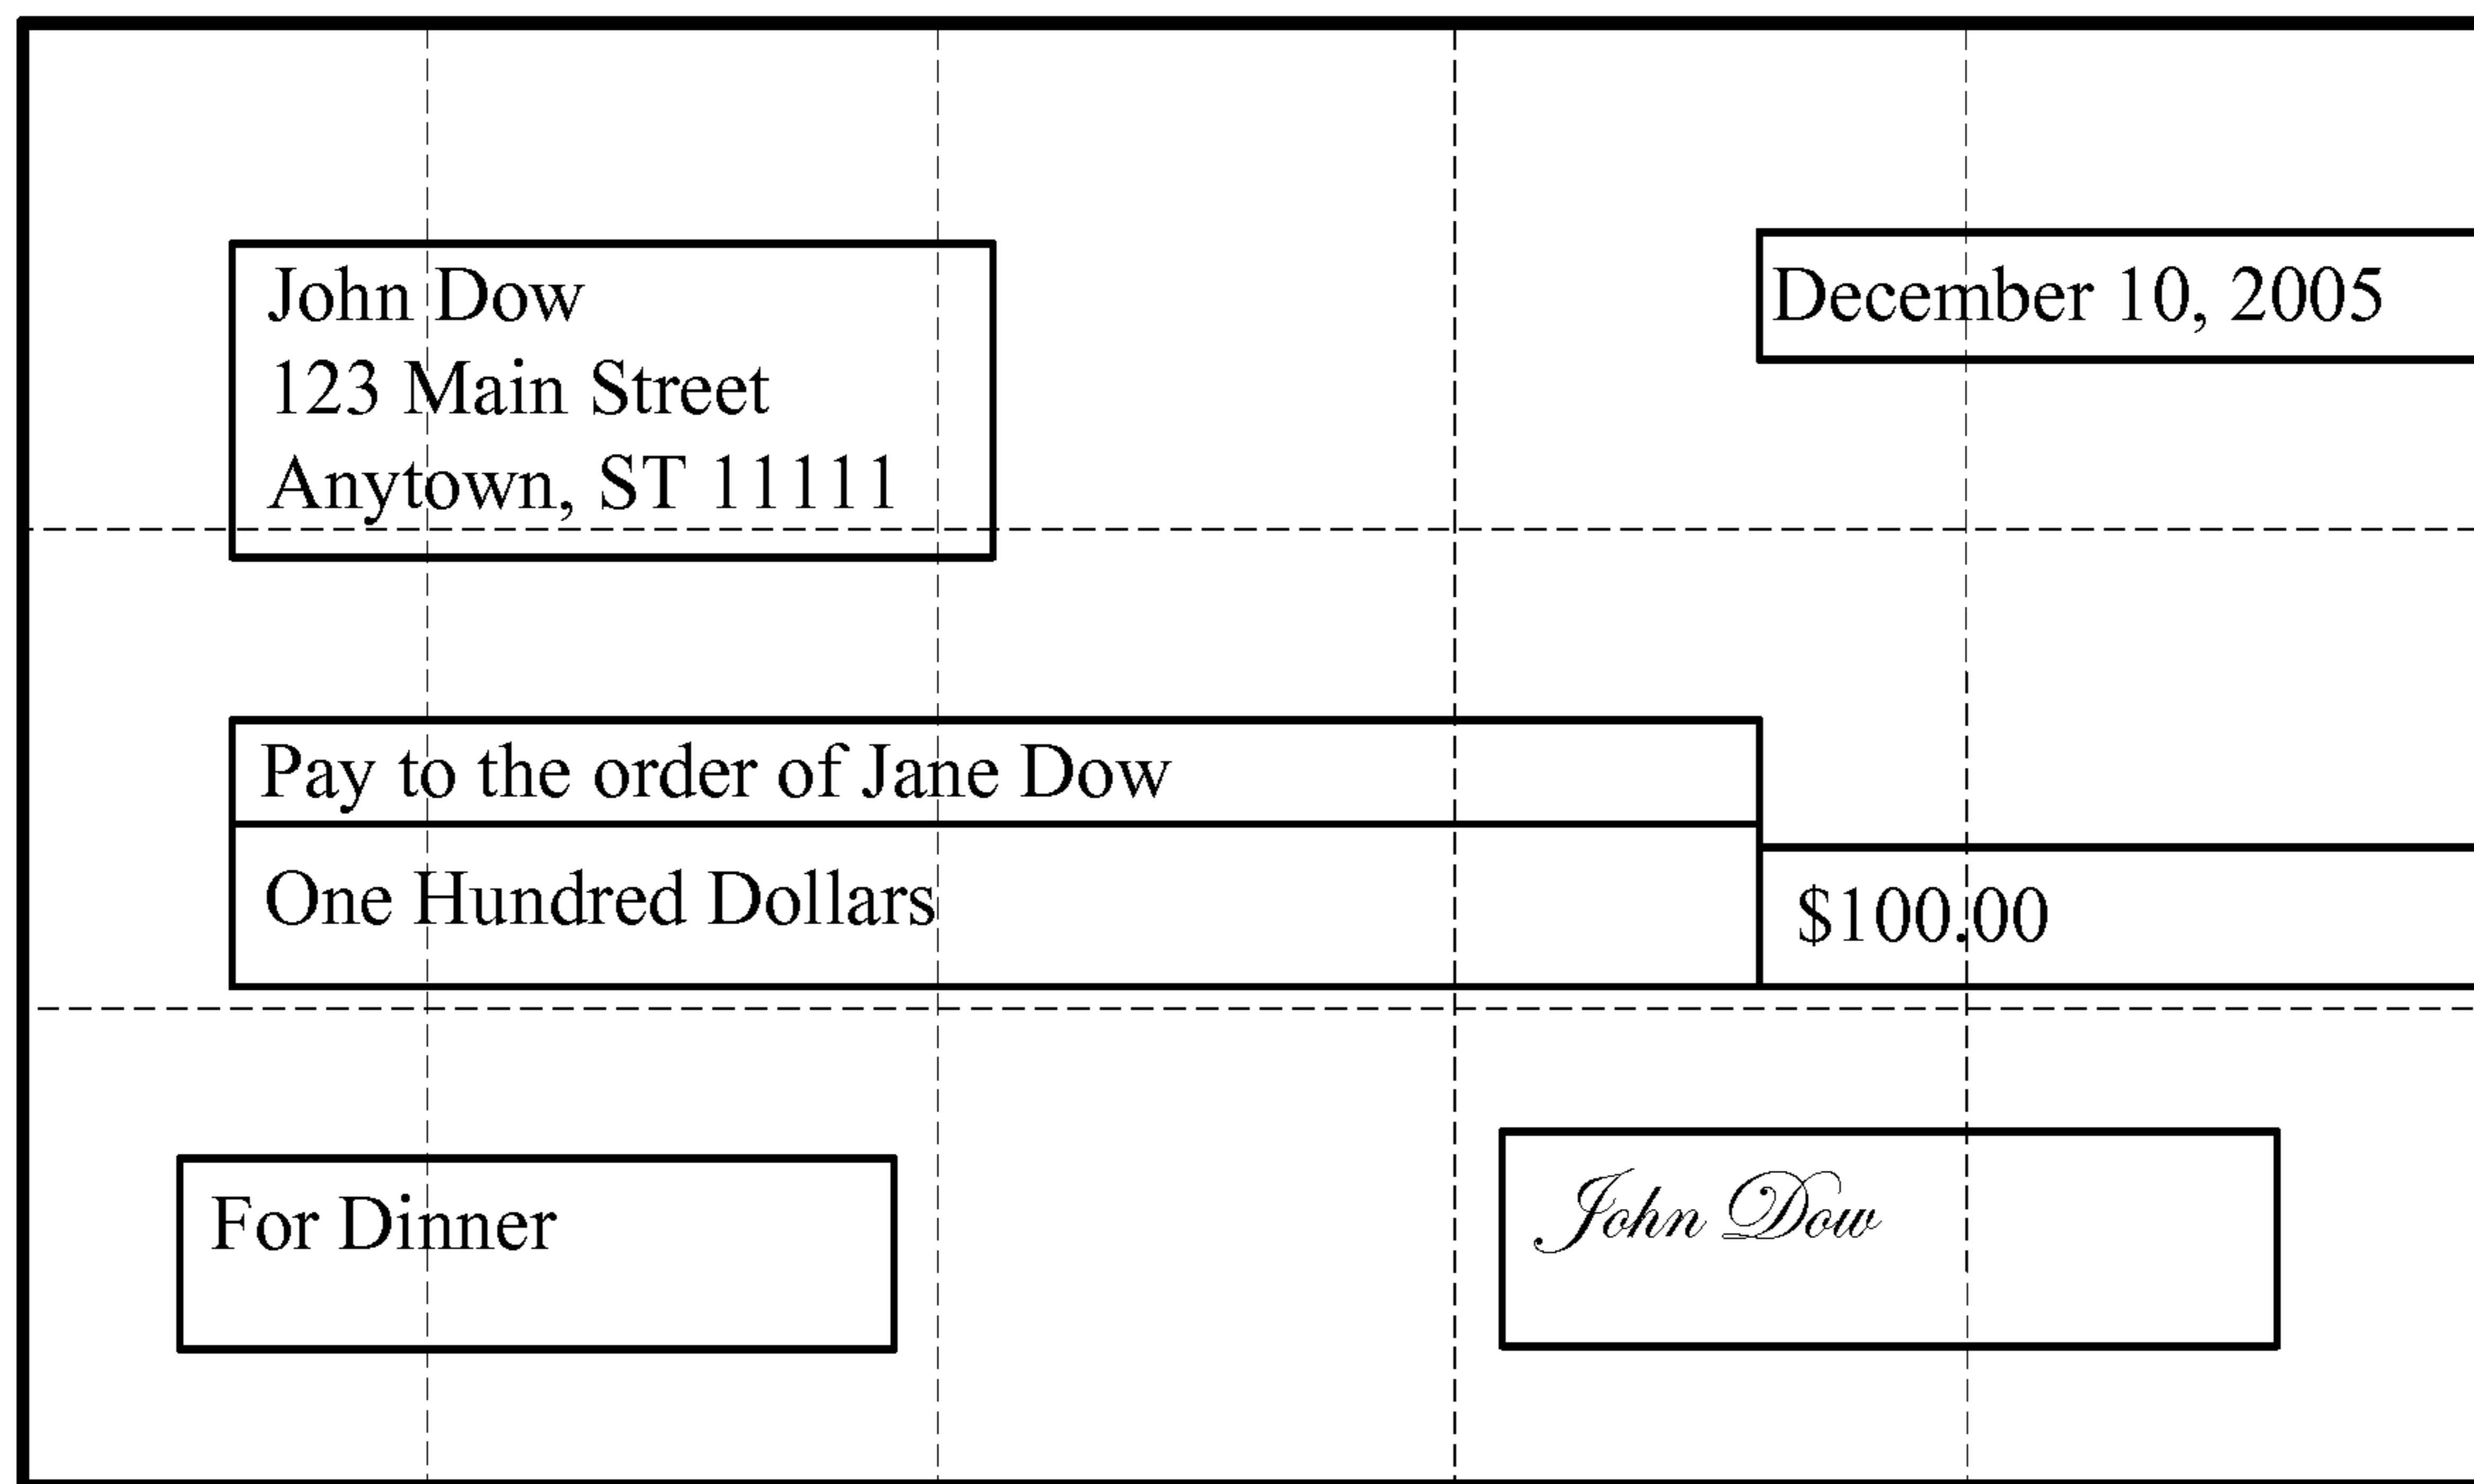 John Dow
123 Main Street
Anytown, ST 11111
December 10, 2005
Pay to the order of Jane Dow
One Hundred Dollars
$100.00
For Dinner
John Dow